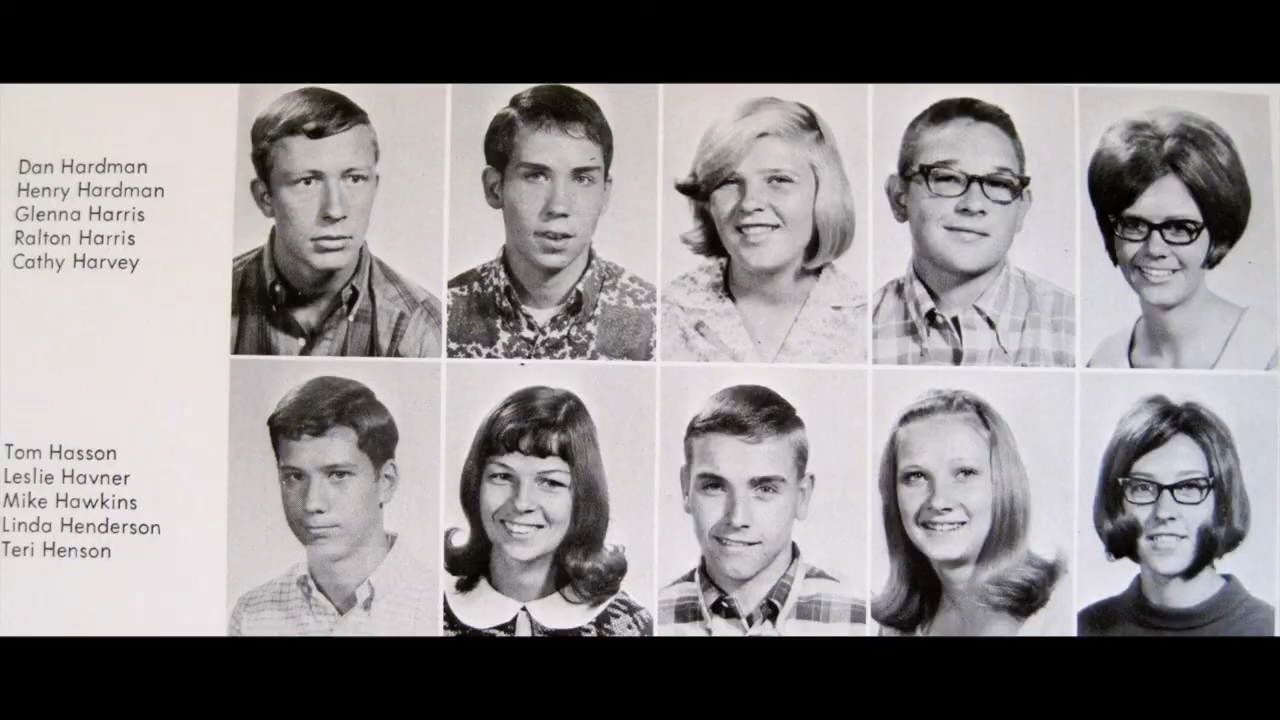 Dan Hardman
Henry Hardman
Glenna Harris
Ralton Harris
Cathy Harvey
Tom Hasson
Leslie Havner
Mike Hawkins
Linda Henderson
Teri Henson